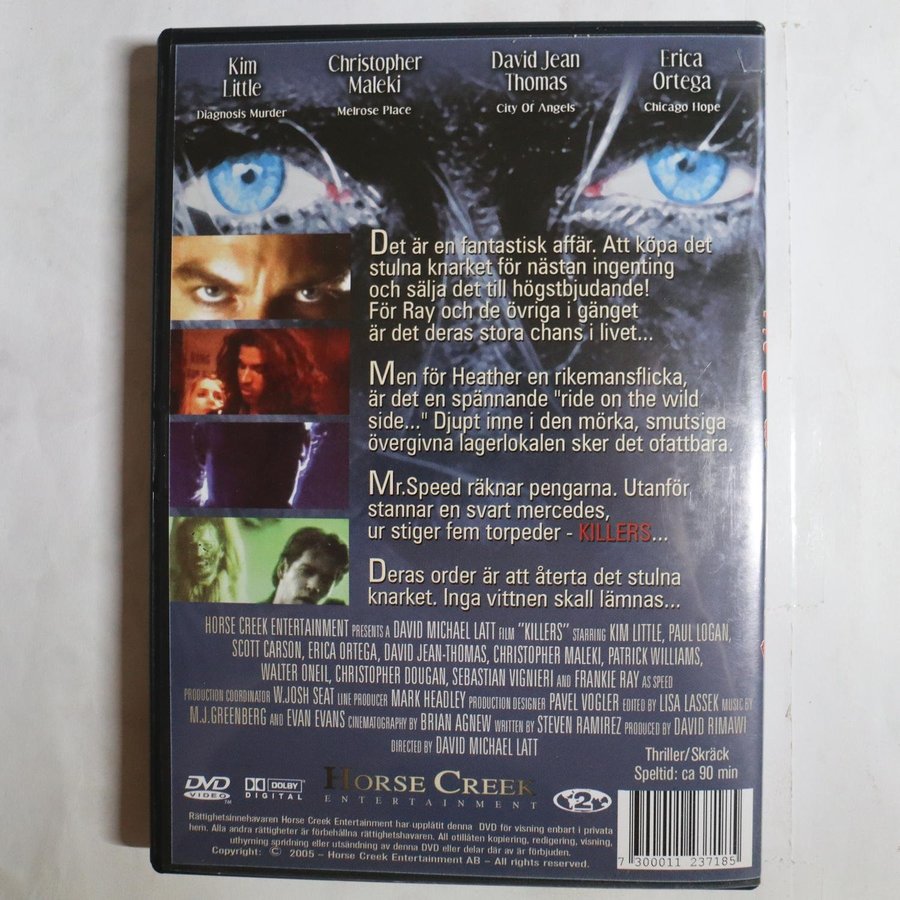 Kim Little
Diagnosis Murder
Christopher Maleki
Melrose Place
David Jean Thomas
City Of Angels
Erica Ortega
Chicago Hope
Det är en fantastisk affär. Att köpa det
stulna knarket för nästan ingenting
och sälja det till högstbjudande!
För Ray och de övriga i gänget
är det deras stora chans i livet...
Men för Heather en rikemansflicka,
är det en spännande "ride on the wild
side..." Djupt inne i den mörka, smutsiga
övergivna lagerlokalen sker det ofattbara.
Mr.Speed räknar pengarna. Utanför
stannar en svart mercedes,
ur stiger fem torpeder - KILLERS...
Deras order är att återta det stulna
knarket. Inga vittnen skall lämnas...
HORSE CREEK ENTERTAINMENT PRESENTS A DAVID MICHAEL LATT FILM "KILLERS" STARRING KIM LITTLE, PAUL LOGAN,
SCOTT CARSON, ERICA ORTEGA, DAVID JEAN-THOMAS, CHRISTOPHER MALEKI, PATRICK WILLIAMS,
WALTER ONEIL, CHRISTOPHER DOUGAN, SEBASTIAN VIGNIERI AND FRANKIE RAY AS SPEED
PRODUCTION COORDINATOR W.JOSH SEAT LINE PRODUCER MARK HEADLEY PRODUCTION DESIGNER PAVEL VOGLER EDITED BY LISA LASSEK MUSIC BY
M.J.GREENBERG AND EVAN EVANS CINEMATOGRAPHY BY BRIAN AGNEW WRITTEN BY STEVEN RAMIREZ PRODUCED BY DAVID RIMAWI
DIRECTED BY DAVID MICHAEL LATT
Thriller/Skräck
Speltid: ca 90 min
DVD
VIDEO™
DOLBY
DIGITAL
HORSE CREEK
ENTERTAINMENT
2
Rättighetsinnehavaren Horse Creek Entertainment har upplåtit denna DVD för visning enbart i privata
hem. Alla andra rättigheter är förbehållna rättighetshavaren. All otillåten kopiering, redigering, visning,
uthyrning spridning eller utsändning av denna DVD eller delar där av är förbjuden.
Copyright: © 2005 – Horse Creek Entertainment AB – All rights reserved.
7 300011 237185